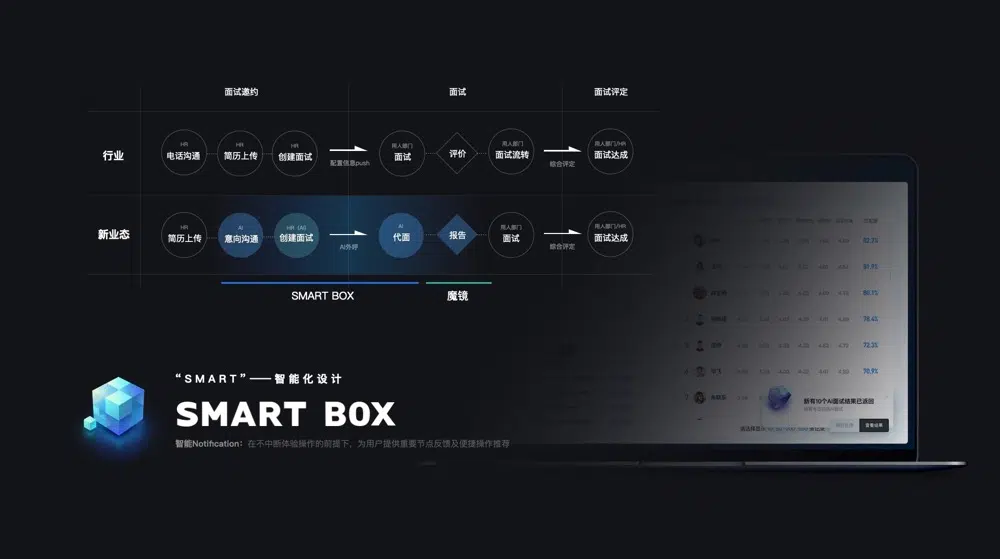 面试邀约 面试 面试评定
行业
HR
电话沟通
HR
简历上传
HR
创建面试
配置信息push
用人部门
面试
评价
用人部门
面试流转
综合评定
用人部门/HR
面试达成
新业态
HR
简历上传
AI
意向沟通
HR（AI）
创建面试
AI外呼
AI
代面
报告
用人部门
面试
综合评定
用人部门/HR
面试达成
SMART BOX 魔镜
“SMART”——智能化设计
SMART BOX
智能Notification：在不中断体验操作的前提下，为用户提供重要节点反馈及便捷操作推荐
82.2%
81.9%
80.1%
78.4%
72.3%
70.9%
新有10个AI面试结果已返回
查看结果